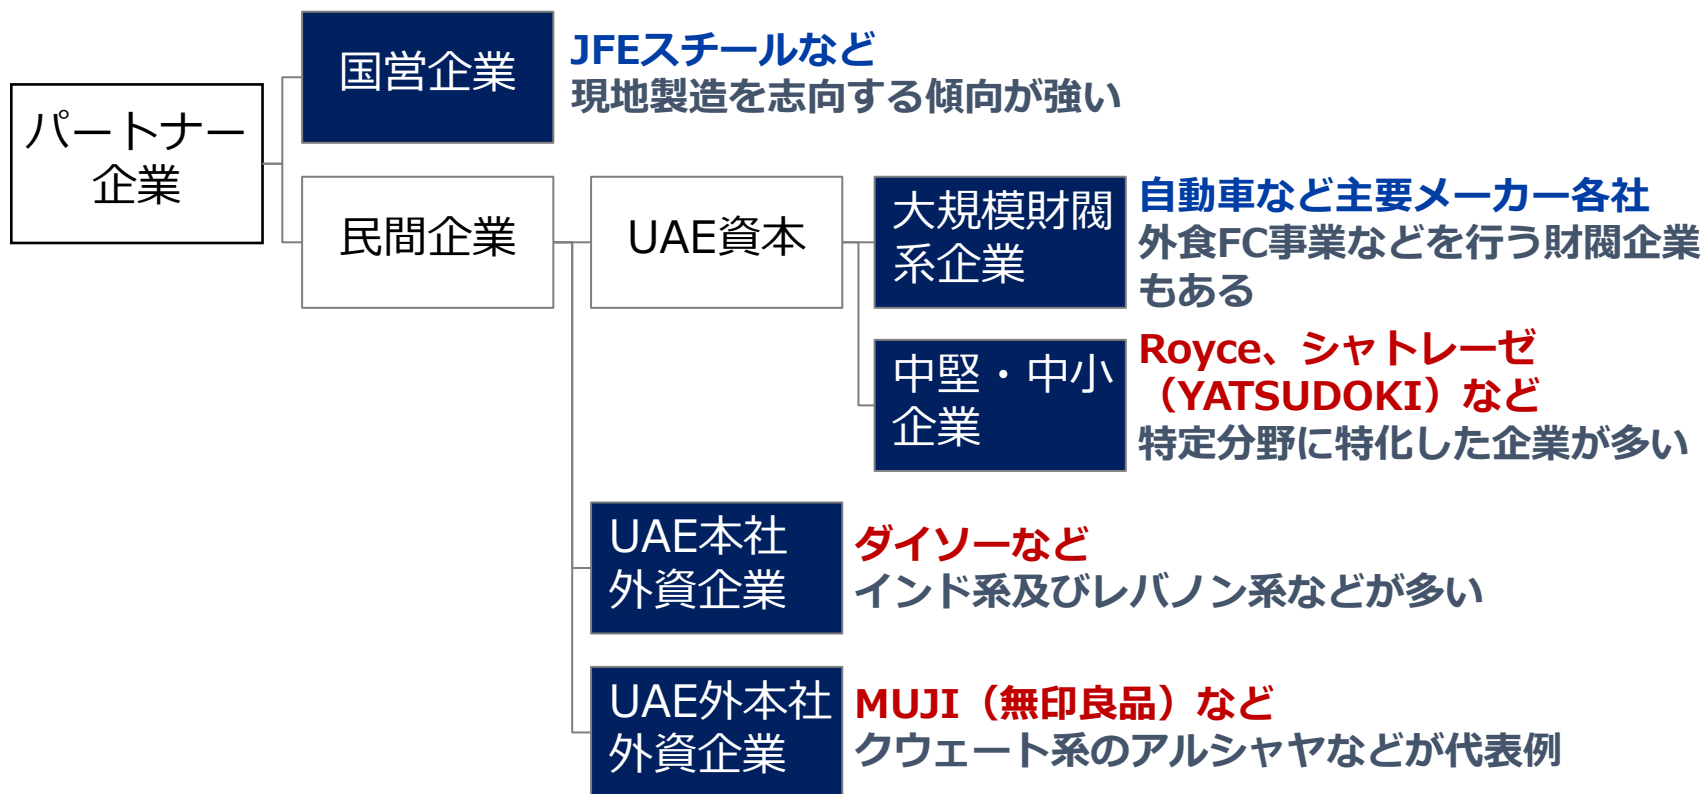 パートナー
企業
国営企業
JFEスチールなど
現地製造を志向する傾向が強い
民間企業
UAE資本
大規模財閥
系企業
自動車など主要メーカー各社
外食FC事業などを行う財閥企業
もある
中堅・中小
企業
Royce、シャトレーゼ
（YATSUDOKI）など
特定分野に特化した企業が多い
UAE本社
外資企業
ダイソーなど
インド系及びレバノン系などが多い
UAE外本社
外資企業
MUJI（無印良品）など
クウェート系のアルシャヤなどが代表例